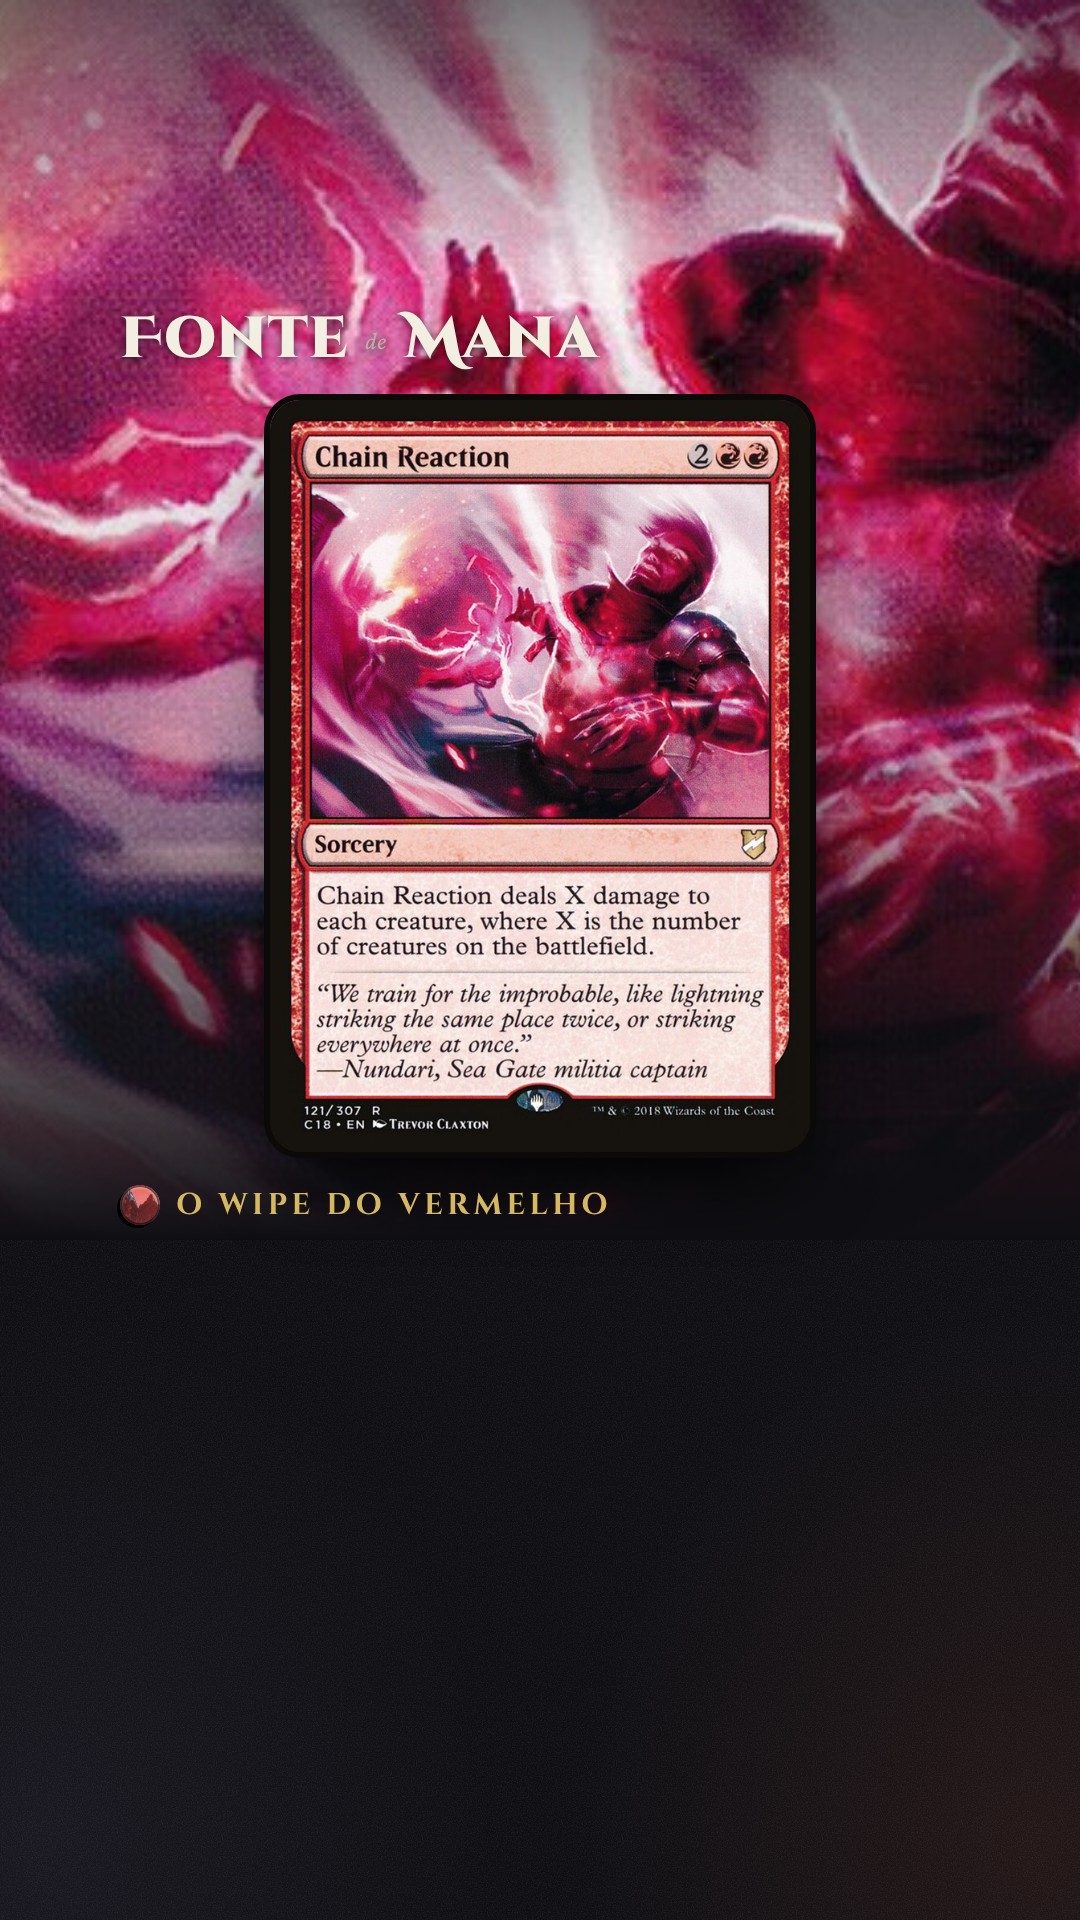 Fonte de Mana
Chain Reaction 2
Sorcery
Chain Reaction deals X damage to
each creature, where X is the number
of creatures on the battlefield.
“We train for the improbable, like lightning
striking the same place twice, or striking
everywhere at once.”
—Nundari, Sea Gate militia captain
121/307 R
™ & © 2018 Wizards of the Coast
C18 • EN Trevor Claxton
O WIPE DO VERMELHO